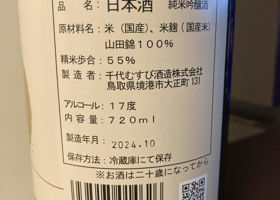 品名：日本酒 純米吟醸酒
原材料名：米（国産）、米麹（国産米）
山田錦100％
精米歩合：55％
製造者：千代むすび酒造株式会社
鳥取県境港市大正町131
アルコール：17度
内容量：720ml
製造年月 2024.10
保存方法：冷蔵庫にて保存
※お酒は二十歳になってから